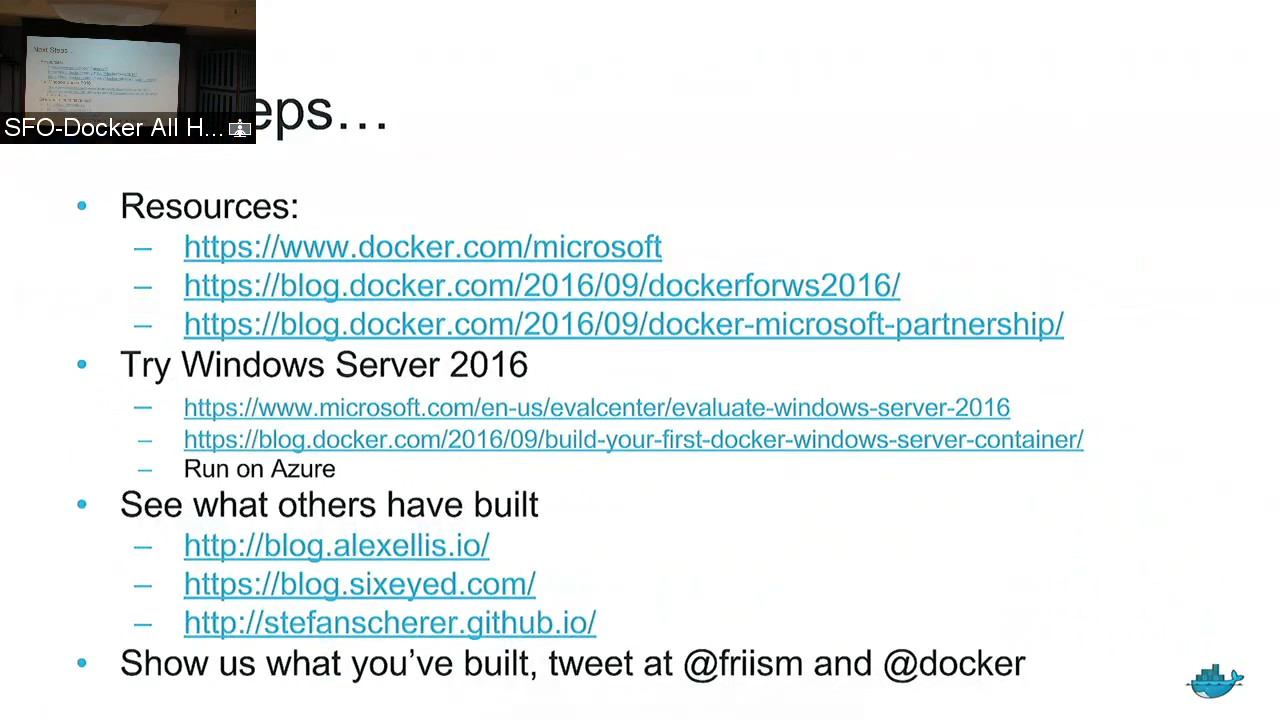 Next Steps...
SFO-Docker All H...
eps…
• Resources:
– https://www.docker.com/microsoft
– https://blog.docker.com/2016/09/dockerforws2016/
– https://blog.docker.com/2016/09/docker-microsoft-partnership/
• Try Windows Server 2016
– https://www.microsoft.com/en-us/evalcenter/evaluate-windows-server-2016
– https://blog.docker.com/2016/09/build-your-first-docker-windows-server-container/
– Run on Azure
• See what others have built
– http://blog.alexellis.io/
– https://blog.sixeyed.com/
– http://stefanscherer.github.io/
• Show us what you’ve built, tweet at @friism and @docker